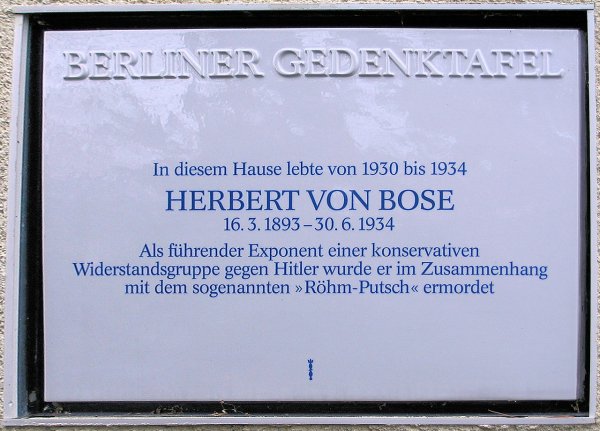 BERLINER GEDENKTAFEL
In diesem Hause lebte von 1930 bis 1934
HERBERT VON BOSE
16.3.1893 – 30.6.1934
Als führender Exponent einer konservativen
Widerstandsgruppe gegen Hitler wurde er im Zusammenhang
mit dem sogenannten »Röhm-Putsch« ermordet